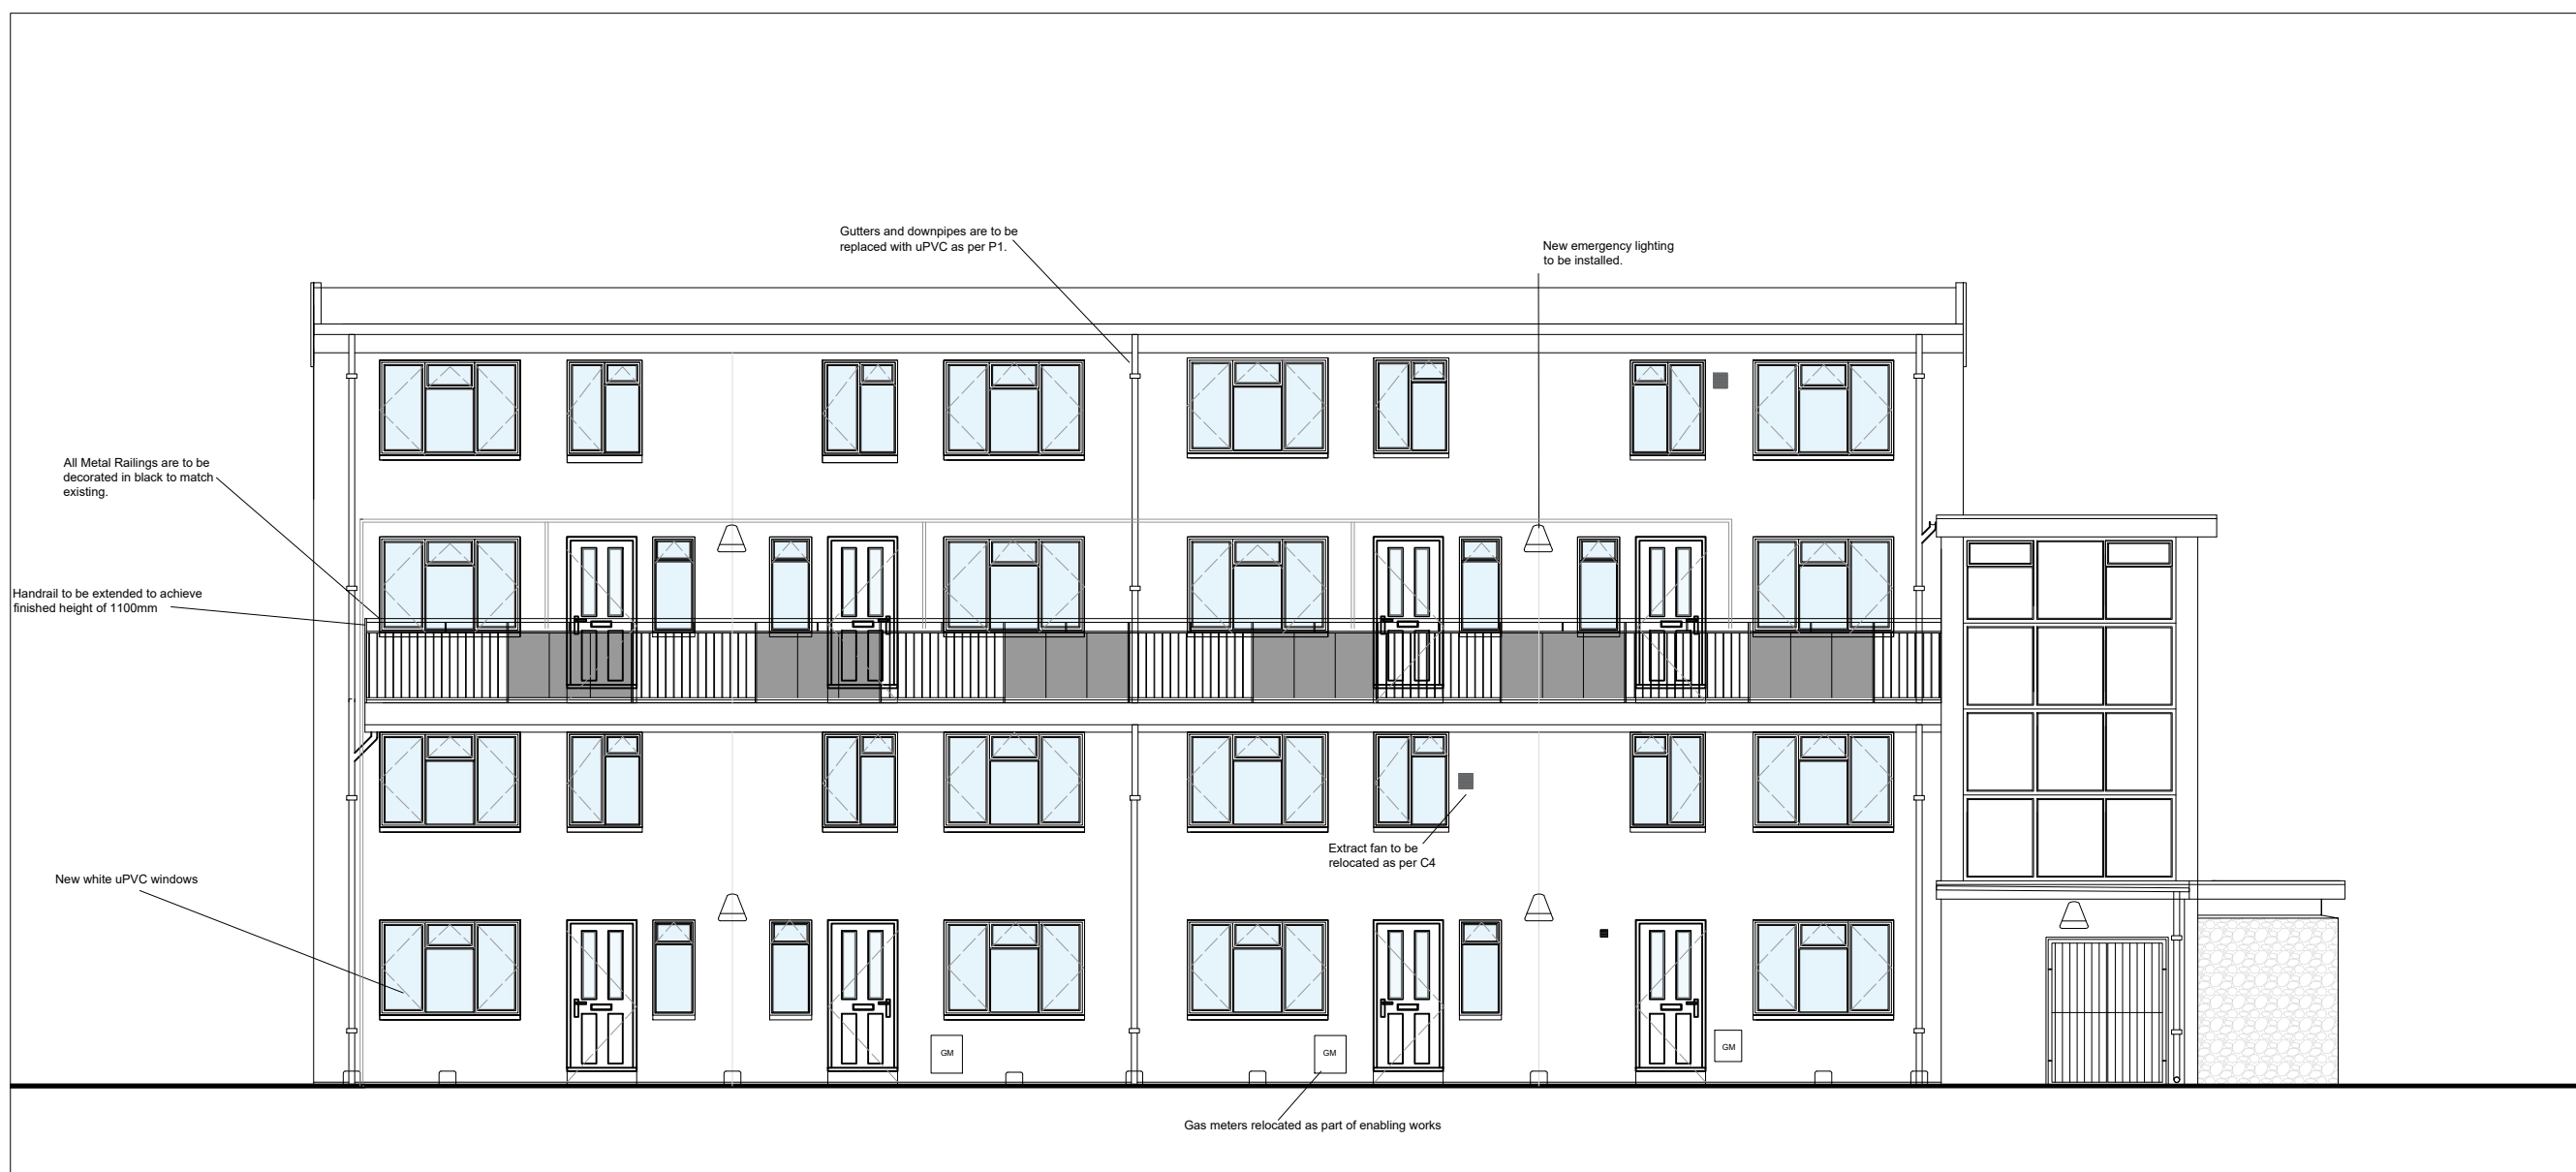 Gutters and downpipes are to be
replaced with uPVC as per P1.
New emergency lighting
to be installed.
All Metal Railings are to be
decorated in black to match
existing.
Handrail to be extended to achieve
finished height of 1100mm
Extract fan to be
relocated as per C4
New white uPVC windows
GM
GM
GM
Gas meters relocated as part of enabling works